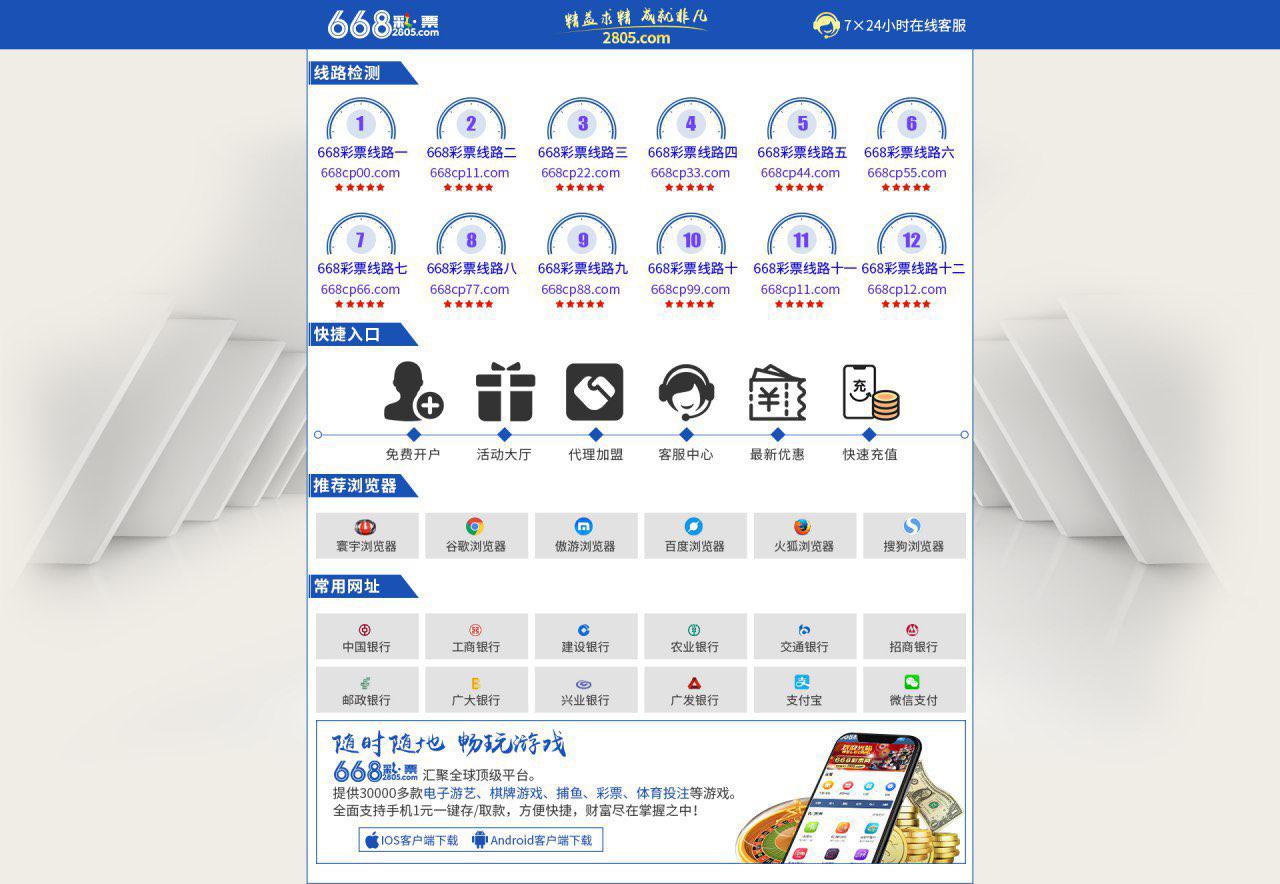 668彩·票 2805.com
精益求精 成就非凡
2805.com
7×24小时在线客服
线路检测
1 2 3 4 5 6
668彩票线路一 668彩票线路二 668彩票线路三 668彩票线路四 668彩票线路五 668彩票线路六
668cp00.com 668cp11.com 668cp22.com 668cp33.com 668cp44.com 668cp55.com
7 8 9 10 11 12
668彩票线路七 668彩票线路八 668彩票线路九 668彩票线路十 668彩票线路十一 668彩票线路十二
668cp66.com 668cp77.com 668cp88.com 668cp99.com 668cp11.com 668cp12.com
快捷入口
充
免费开户 活动大厅 代理加盟 客服中心 最新优惠 快速充值
推荐浏览器
寰宇浏览器 谷歌浏览器 傲游浏览器 百度浏览器 火狐浏览器 搜狗浏览器
常用网址
中国银行 工商银行 建设银行 农业银行 交通银行 招商银行
邮政银行 广大银行 兴业银行 广发银行 支付宝 微信支付
随时随地 畅玩游戏
668彩·票 2805.com 汇聚全球顶级平台。
提供30000多款电子游艺、棋牌游戏、捕鱼、彩票、体育投注等游戏。
全面支持手机1元一键存/取款，方便快捷，财富尽在掌握之中！
IOS客户端下载 Android客户端下载